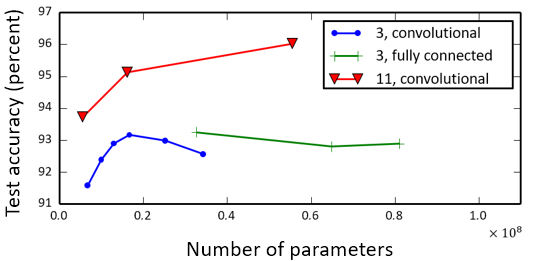 97
96
95
94
93
92
91
Test accuracy (percent)
3, convolutional
3, fully connected
11, convolutional
0.0 0.2 0.4 0.6 0.8 1.0
× 10⁸
Number of parameters